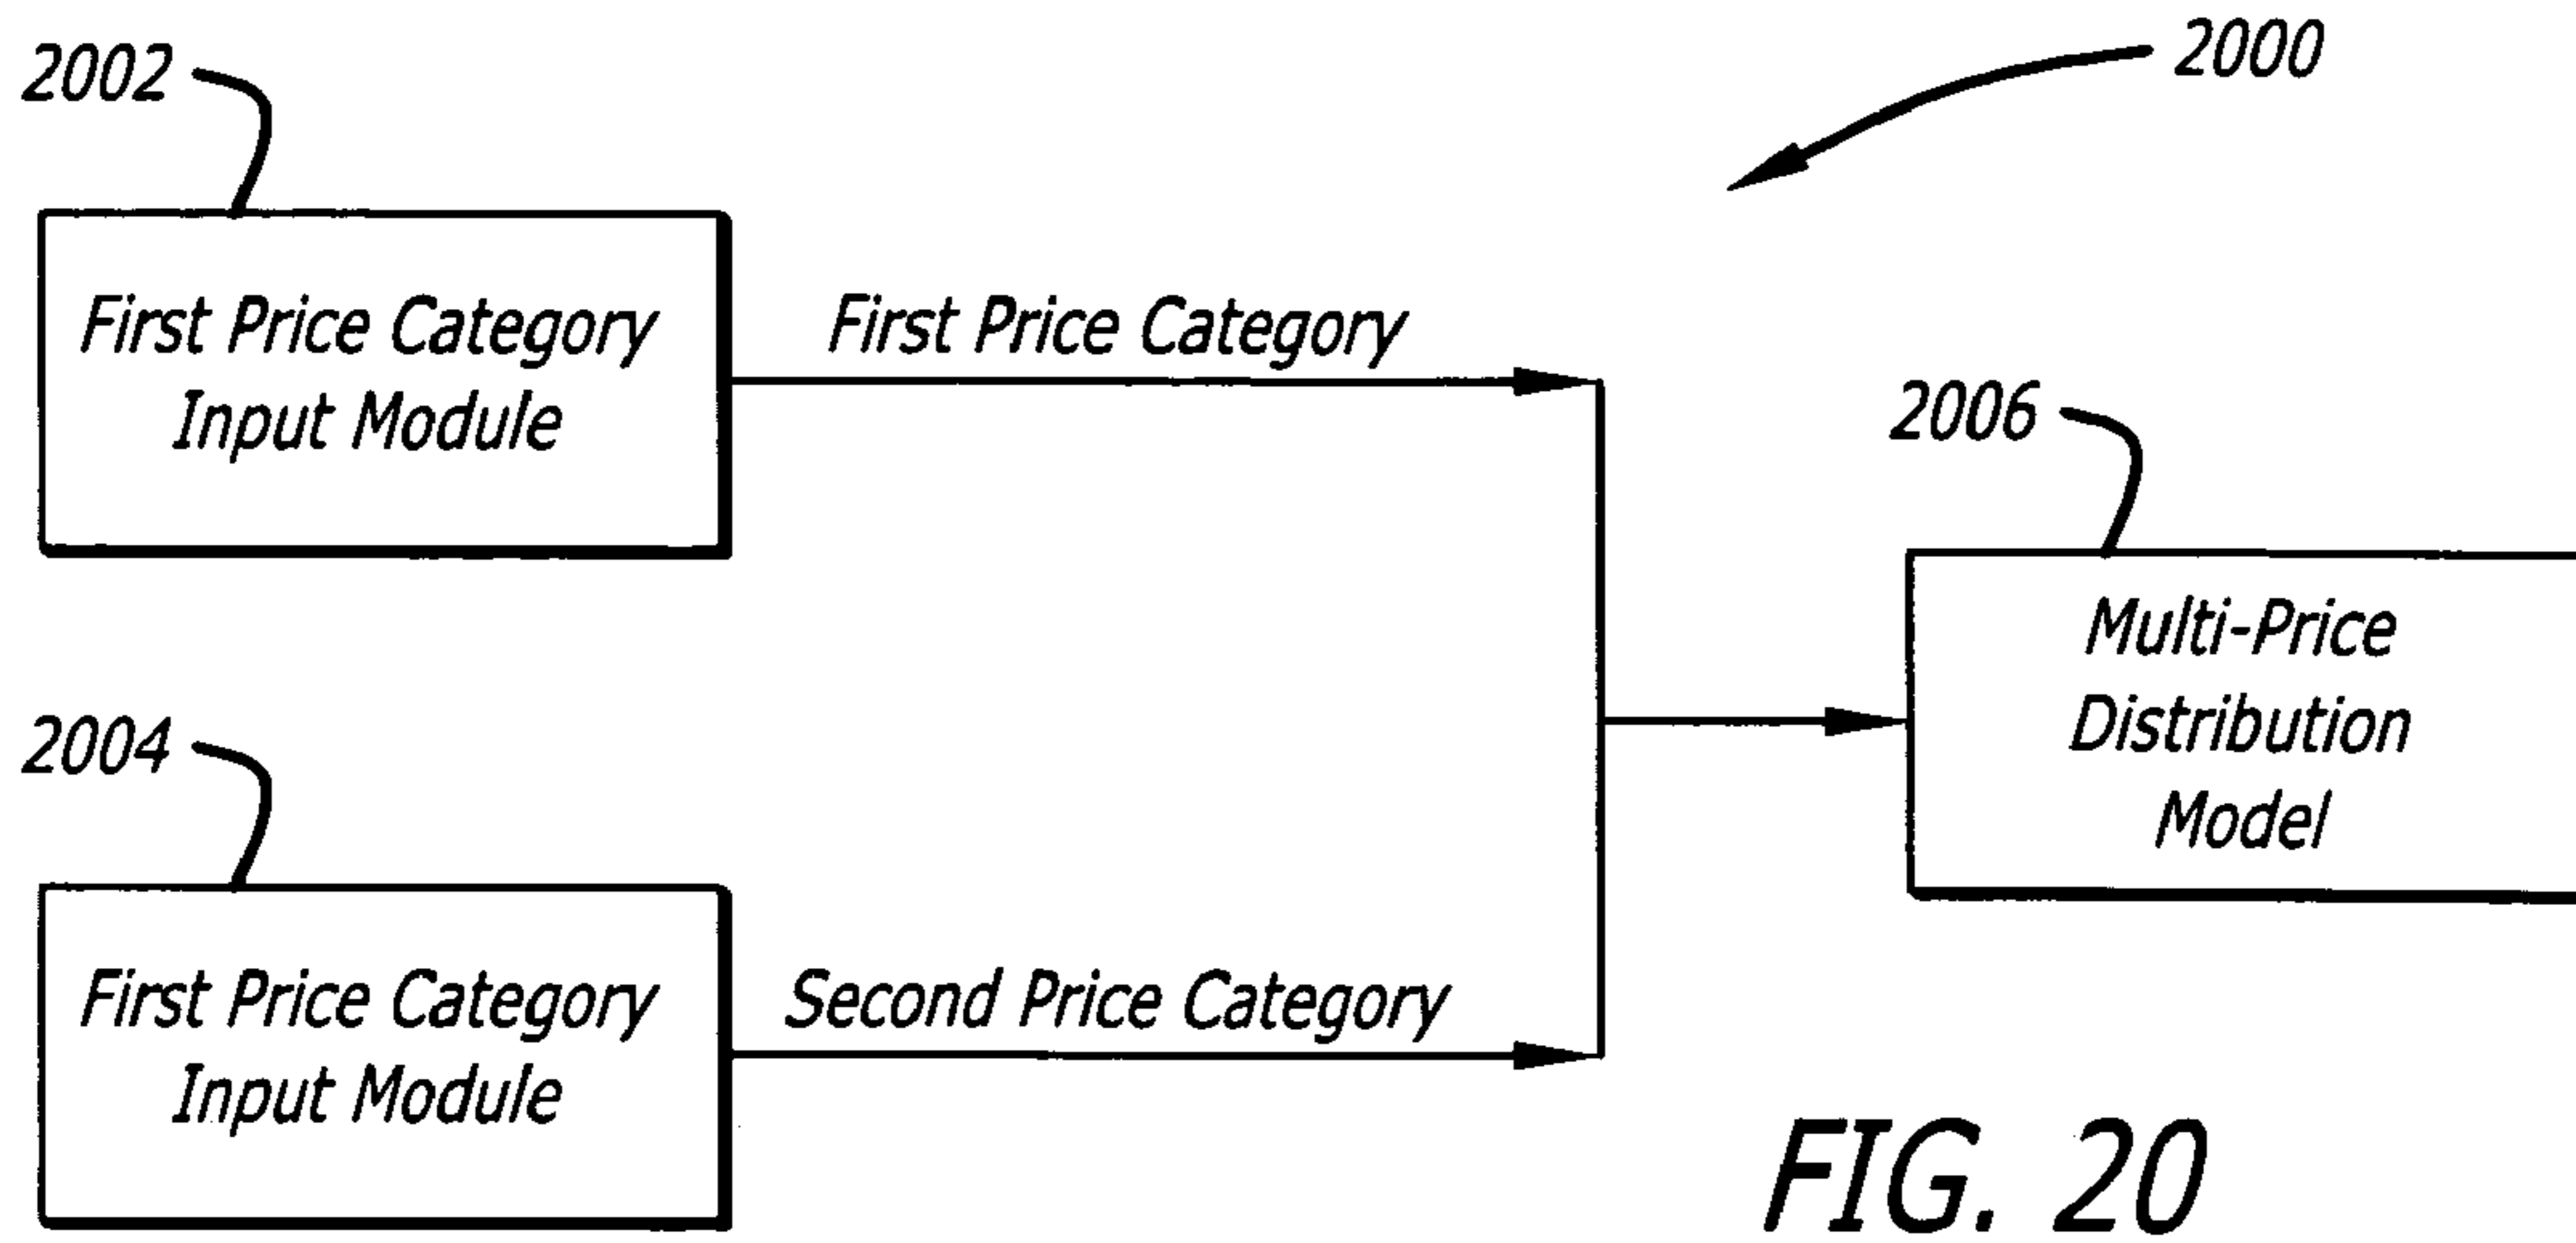 2000
2002
First Price Category
Input Module
First Price Category
2006
Multi-Price
Distribution
Model
2004
First Price Category
Input Module
Second Price Category
FIG. 20